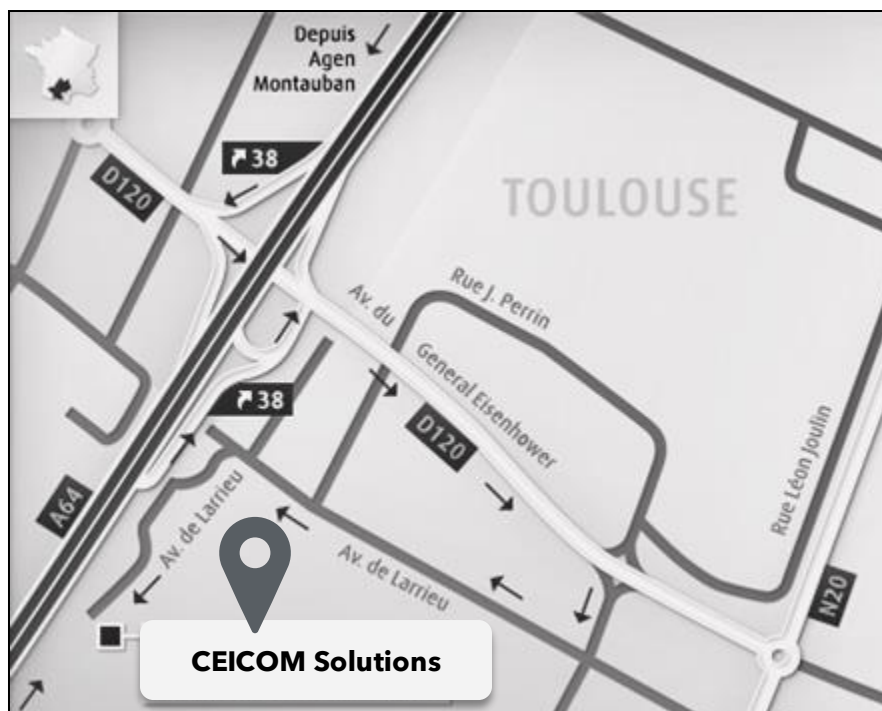 Depuis
Agen
Montauban
38
D120
TOULOUSE
Rue J. Perrin
Av. du
General Eisenhower
38
D120
Rue Léon Joulin
A64
Av. de Larrieu
Av. de Larrieu
N20
CEICOM Solutions